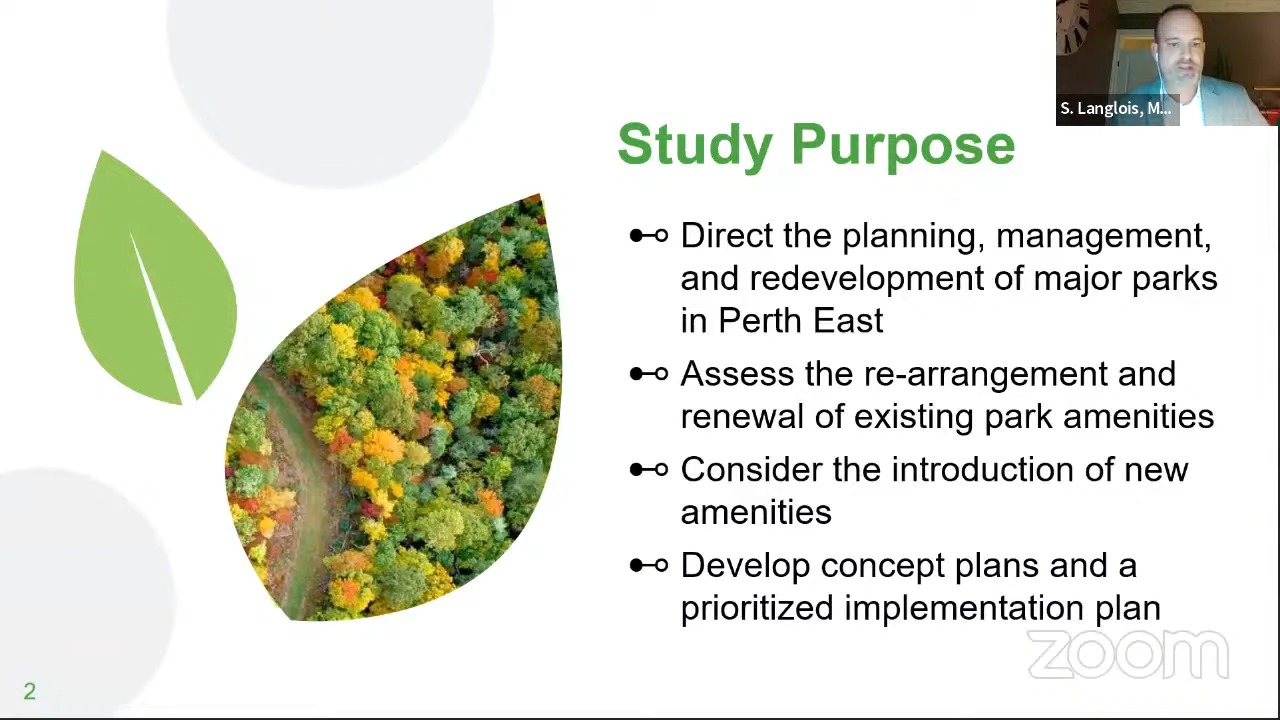 S. Langlois, M...
Study Purpose
Direct the planning, management,
and redevelopment of major parks
in Perth East
Assess the re-arrangement and
renewal of existing park amenities
Consider the introduction of new
amenities
Develop concept plans and a
prioritized implementation plan
zoom
2